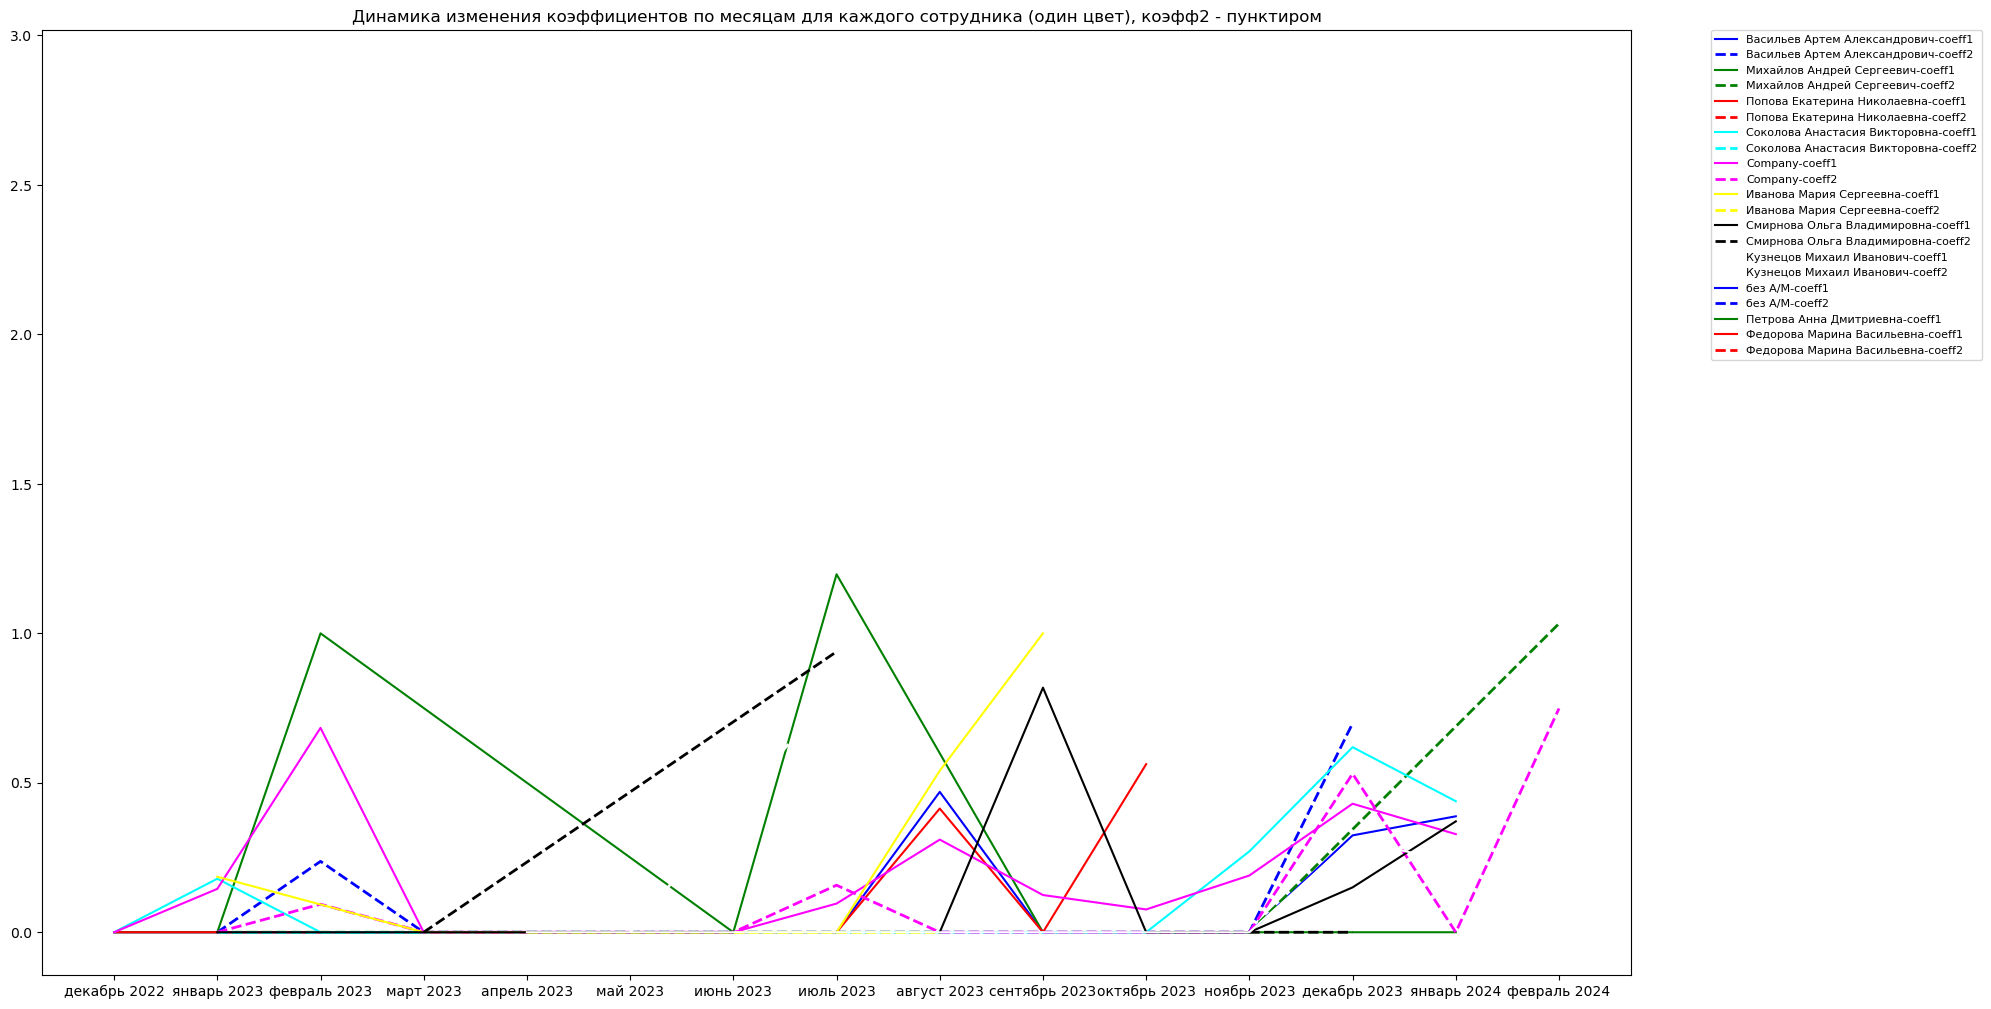 Динамика изменения коэффициентов по месяцам для каждого сотрудника (один цвет), коэфф2 - пунктиром
3.0
2.5
2.0
1.5
1.0
0.5
0.0
декабрь 2022 январь 2023 февраль 2023 март 2023 апрель 2023 май 2023 июнь 2023 июль 2023 август 2023 сентябрь 2023 октябрь 2023 ноябрь 2023 декабрь 2023 январь 2024 февраль 2024
Васильев Артем Александрович-coeff1
Васильев Артем Александрович-coeff2
Михайлов Андрей Сергеевич-coeff1
Михайлов Андрей Сергеевич-coeff2
Попова Екатерина Николаевна-coeff1
Попова Екатерина Николаевна-coeff2
Соколова Анастасия Викторовна-coeff1
Соколова Анастасия Викторовна-coeff2
Company-coeff1
Company-coeff2
Иванова Мария Сергеевна-coeff1
Иванова Мария Сергеевна-coeff2
Смирнова Ольга Владимировна-coeff1
Смирнова Ольга Владимировна-coeff2
Кузнецов Михаил Иванович-coeff1
Кузнецов Михаил Иванович-coeff2
без А/М-coeff1
без А/М-coeff2
Петрова Анна Дмитриевна-coeff1
Федорова Марина Васильевна-coeff1
Федорова Марина Васильевна-coeff2